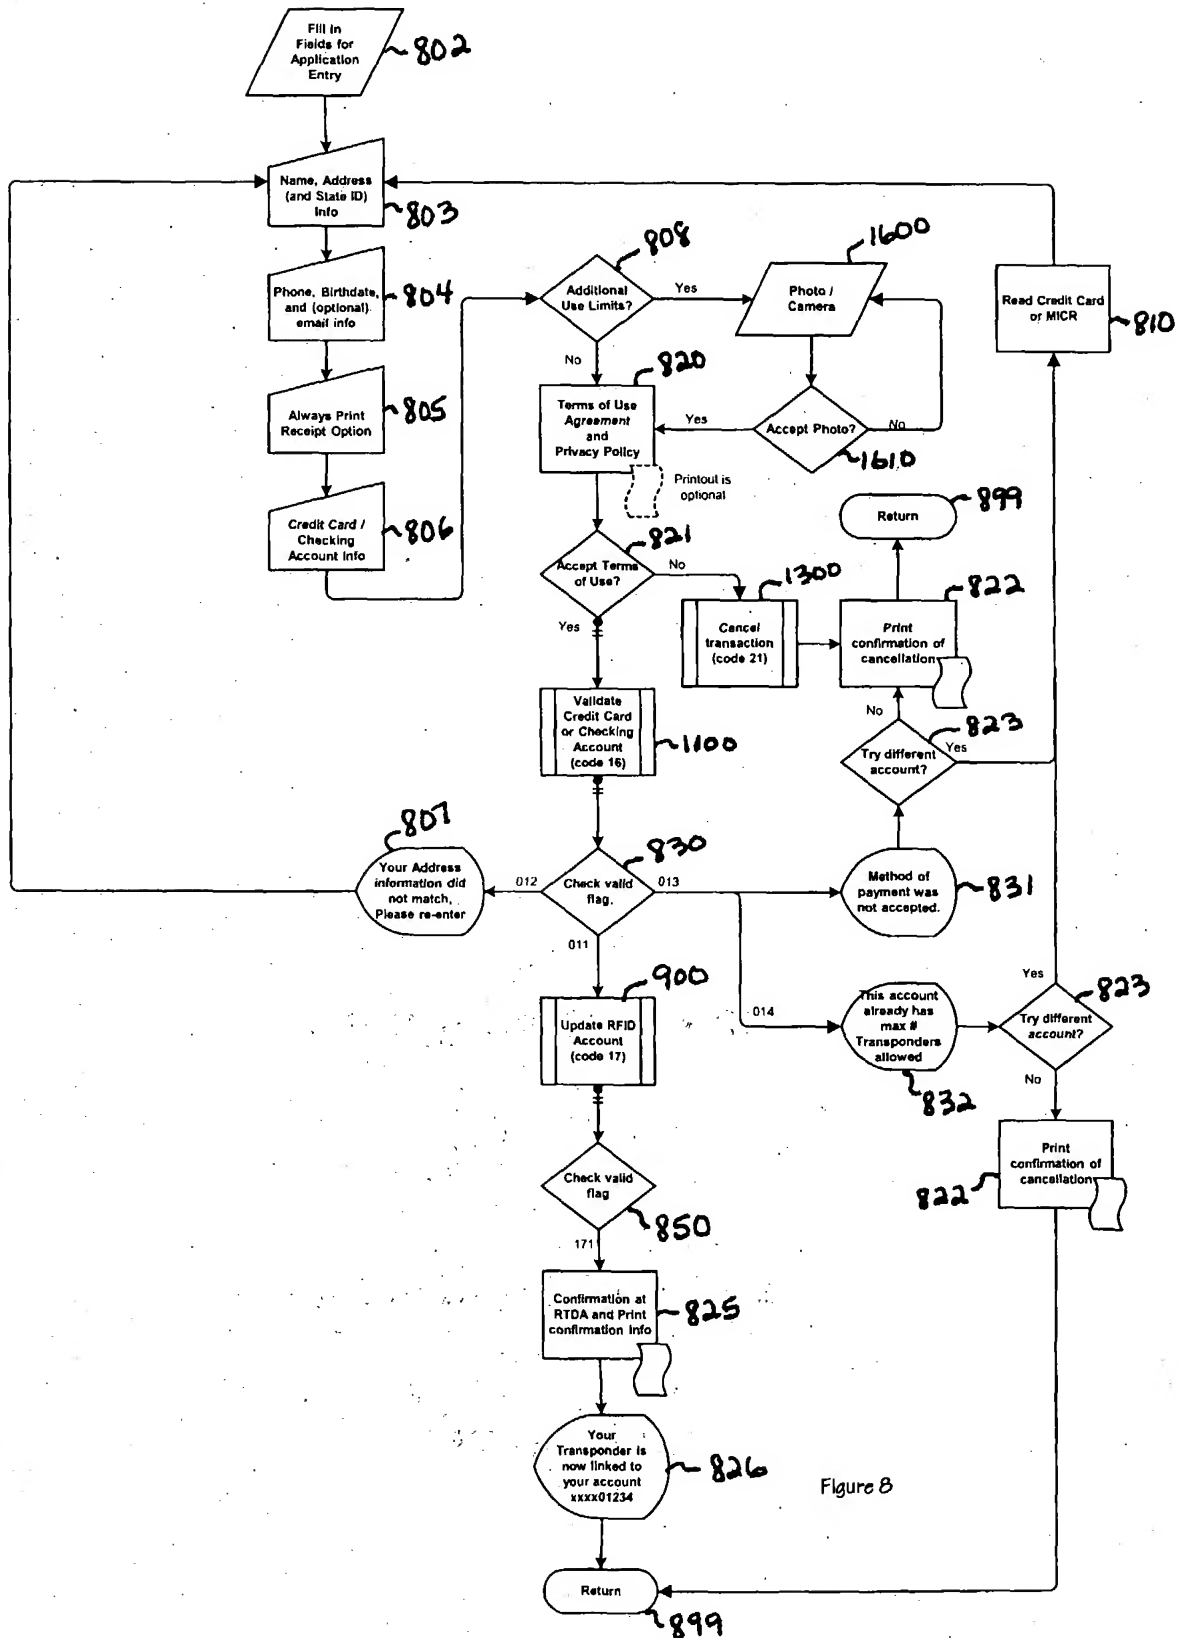 Fill in
Fields for
Application
Entry
802
Name, Address
(and State ID)
Info
803
Phone, Birthdate,
and (optional)
email info
804
Always Print
Receipt Option
805
Credit Card /
Checking
Account Info
806
Additional
Use Limits?
808
Yes
No
Photo /
Camera
1600
Read Credit Card
or MICR
810
Terms of Use
Agreement
and
Privacy Policy
820
Printout is
optional
Yes
Accept Photo?
No
1610
Accept Terms
of Use?
821
No
Yes
Cancel
transaction
(code 21)
1300
Print
confirmation of
cancellation
822
Return
899
Validate
Credit Card
or Checking
Account
(code 16)
1100
No
Try different
account?
Yes
823
Your Address
information did
not match,
Please re-enter
807
012
Check valid
flag.
830
013
011
Method of
payment was
not accepted.
831
Update RFID
Account
(code 17)
900
014
This account
already has
max #
Transponders
allowed
832
Yes
Try different
account?
823
No
Print
confirmation of
cancellation
822
Check valid
flag
850
171
Confirmation at
RTDA and Print
confirmation Info
825
Your
Transponder is
now linked to
your account
xxxx01234
826
Figure 8
Return
899